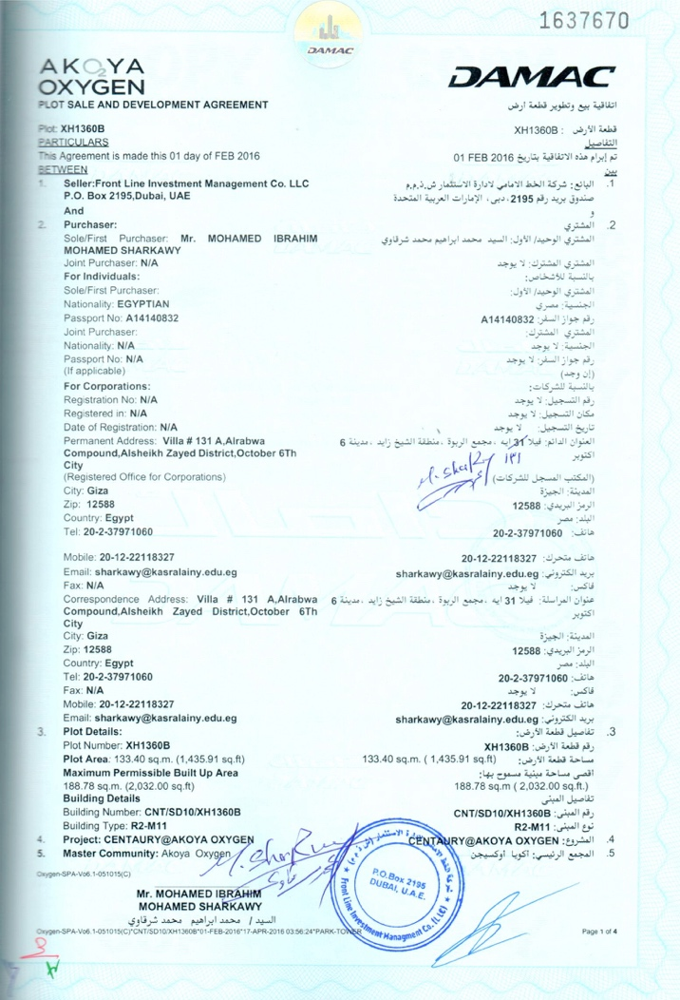 1637670
DAMAC
AKO2YA
OXYGEN
DAMAC
PLOT SALE AND DEVELOPMENT AGREEMENT
اتفاقية بيع وتطوير قطعة أرض
Plot: XH1360B
قطعة الأرض : XH1360B
PARTICULARS
التفاصيل
This Agreement is made this 01 day of FEB 2016
تم إبرام هذه الاتفاقية بتاريخ 01 FEB 2016
BETWEEN
بين
1. Seller:Front Line Investment Management Co. LLC
1. البائع: شركة الخط الامامي لادارة الاستثمار ش.ذ.م.م
P.O. Box 2195,Dubai, UAE
صندوق بريد رقم 2195، دبى، الإمارات العربية المتحدة
And
و
2. Purchaser:
2. المشتري
Sole/First Purchaser: Mr. MOHAMED IBRAHIM
المشتري الوحيد/ الأول: السيد محمد ابراهيم محمد شرقاوي
MOHAMED SHARKAWY
Joint Purchaser: N/A
المشتري المشترك: لا يوجد
For Individuals:
بالنسبة للأشخاص:
Sole/First Purchaser:
المشتري الوحيد/ الأول:
Nationality: EGYPTIAN
الجنسية: مصري
Passport No: A14140832
رقم جواز السفر: A14140832
Joint Purchaser:
المشتري المشترك:
Nationality: N/A
الجنسية: لا يوجد
Passport No: N/A
رقم جواز السفر: لا يوجد
(If applicable)
(إن وجد)
For Corporations:
بالنسبة للشركات:
Registration No: N/A
رقم التسجيل: لا يوجد
Registered in: N/A
مكان التسجيل: لا يوجد
Date of Registration: N/A
تاريخ التسجيل: لا يوجد
Permanent Address: Villa # 131 A,Alrabwa
العنوان الدائم: فيلا 31 ايه ، مجمع الربوة ، منطقة الشيخ زايد ، مدينة 6
Compound,Alsheikh Zayed District,October 6Th
اكتوبر
١٣١
M. Sharky
City
(Registered Office for Corporations)
(المكتب المسجل للشركات)
City: Giza
المدينة: الجيزة
Zip: 12588
الرمز البريدي: 12588
Country: Egypt
البلد: مصر
Tel: 20-2-37971060
هاتف: 20-2-37971060
Mobile: 20-12-22118327
هاتف متحرك: 20-12-22118327
Email: sharkawy@kasralainy.edu.eg
بريد الكتروني: sharkawy@kasralainy.edu.eg
Fax: N/A
فاكس: لا يوجد
Correspondence Address: Villa # 131 A,Alrabwa
عنوان المراسلة: فيلا 31 ايه ، مجمع الربوة ، منطقة الشيخ زايد ، مدينة 6
Compound,Alsheikh Zayed District,October 6Th
اكتوبر
City
City: Giza
المدينة: الجيزة
Zip: 12588
الرمز البريدي: 12588
Country: Egypt
البلد: مصر
Tel: 20-2-37971060
هاتف: 20-2-37971060
Fax: N/A
فاكس: لا يوجد
Mobile: 20-12-22118327
هاتف متحرك: 20-12-22118327
Email: sharkawy@kasralainy.edu.eg
بريد الكتروني: sharkawy@kasralainy.edu.eg
3. Plot Details:
3. تفاصيل قطعة الأرض:
Plot Number: XH1360B
رقم قطعة الأرض: XH1360B
Plot Area: 133.40 sq.m. (1,435.91 sq.ft)
مساحة قطعة الأرض: 133.40 sq.m. ( 1,435.91 sq.ft)
Maximum Permissible Built Up Area
اقصى مساحة مبنية مسموح بها:
188.78 sq.m. (2,032.00 sq.ft)
188.78 sq.m ( 2,032.00 sq.ft.)
Building Details
تفاصيل المبنى
Building Number: CNT/SD10/XH1360B
رقم المبنى: CNT/SD10/XH1360B
Building Type: R2-M11
نوع المبنى: R2-M11
4. Project: CENTAURY@AKOYA OXYGEN
4. المشروع: CENTAURY@AKOYA OXYGEN
5. Master Community: Akoya Oxygen
5. المجمع الرئيسي: أكويا أوكسيجن
Oxygen-SPA-Vo6.1-051015(C)
P.O.Box 2195
DUBAI, U.A.E.
Front Line Investment Managment Co. (L.L.C)
Mr. MOHAMED IBRAHIM
MOHAMED SHARKAWY
السيد / محمد ابراهيم محمد شرقاوي
Oxygen-SPA-Vo6.1-051015(C)*CNT/SD10/XH1360B*01-FEB-2016*17-APR-2016 03:56:24*PARK-TOWER
Page 1 of 4